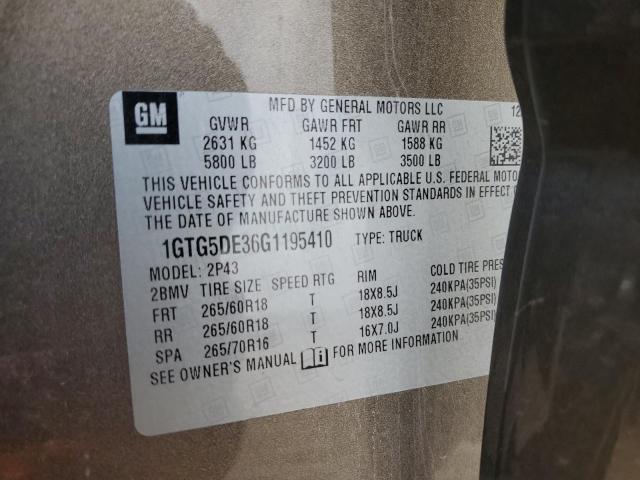 GM
MFD BY GENERAL MOTORS LLC 12
GVWR GAWR FRT GAWR RR
2631 KG 1452 KG 1588 KG
5800 LB 3200 LB 3500 LB
THIS VEHICLE CONFORMS TO ALL APPLICABLE U.S. FEDERAL MOTO
VEHICLE SAFETY AND THEFT PREVENTION STANDARDS IN EFFECT O
THE DATE OF MANUFACTURE SHOWN ABOVE.
1GTG5DE36G1195410 TYPE: TRUCK
MODEL: 2P43
2BMV TIRE SIZE SPEED RTG RIM COLD TIRE PRES
FRT 265/60R18 T 18X8.5J 240KPA(35PSI)
RR 265/60R18 T 18X8.5J 240KPA(35PSI)
SPA 265/70R16 T 16X7.0J 240KPA(35PSI)
SEE OWNER'S MANUAL FOR MORE INFORMATION